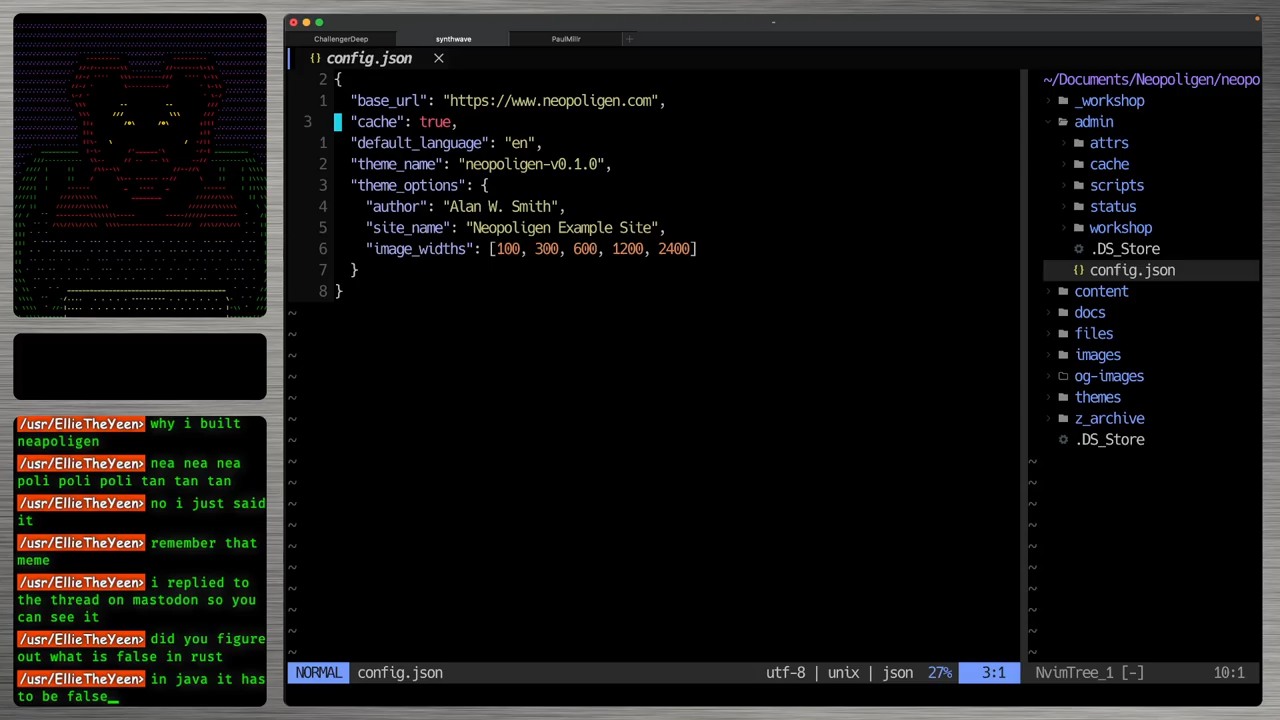 ChallengerDeep
synthwave
PaulMillr
{} config.json
2 {
1 "base_url": "https://www.neopoligen.com",
3 "cache": true,
1 "default_language": "en",
2 "theme_name": "neopoligen-v0.1.0",
3 "theme_options": {
4 "author": "Alan W. Smith",
5 "site_name": "Neopoligen Example Site",
6 "image_widths": [100, 300, 600, 1200, 2400]
7 }
8 }
~/Documents/Neopoligen/neopo
_workshop
admin
cache
scripts
status
workshop
.DS_Store
{} config.json
content
docs
files
images
og-images
themes
z_archive
.DS_Store
NORMAL config.json utf-8 | unix | json 27% 3:1 NvimTree_1 [-] 10:1
/usr/EllieTheYeen> why i built
neapoligen
/usr/EllieTheYeen> nea nea nea
poli poli poli tan tan tan
/usr/EllieTheYeen> no i just said
it
/usr/EllieTheYeen> remember that
meme
/usr/EllieTheYeen> i replied to
the thread on mastodon so you
can see it
/usr/EllieTheYeen> did you figure
out what is false in rust
/usr/EllieTheYeen> in java it has
to be false_